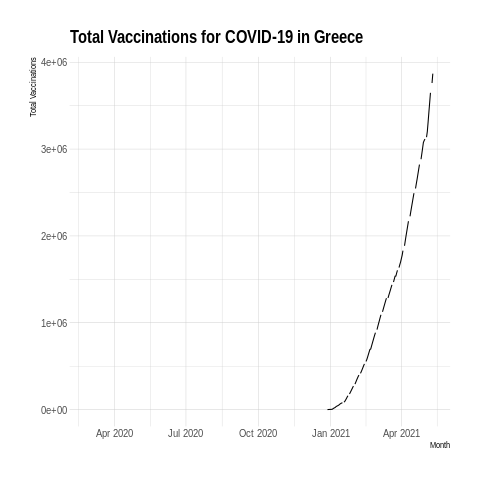 Total Vaccinations for COVID-19 in Greece
Total Vaccinations
4e+06
3e+06
2e+06
1e+06
0e+00
Apr 2020 Jul 2020 Oct 2020 Jan 2021 Apr 2021
Month